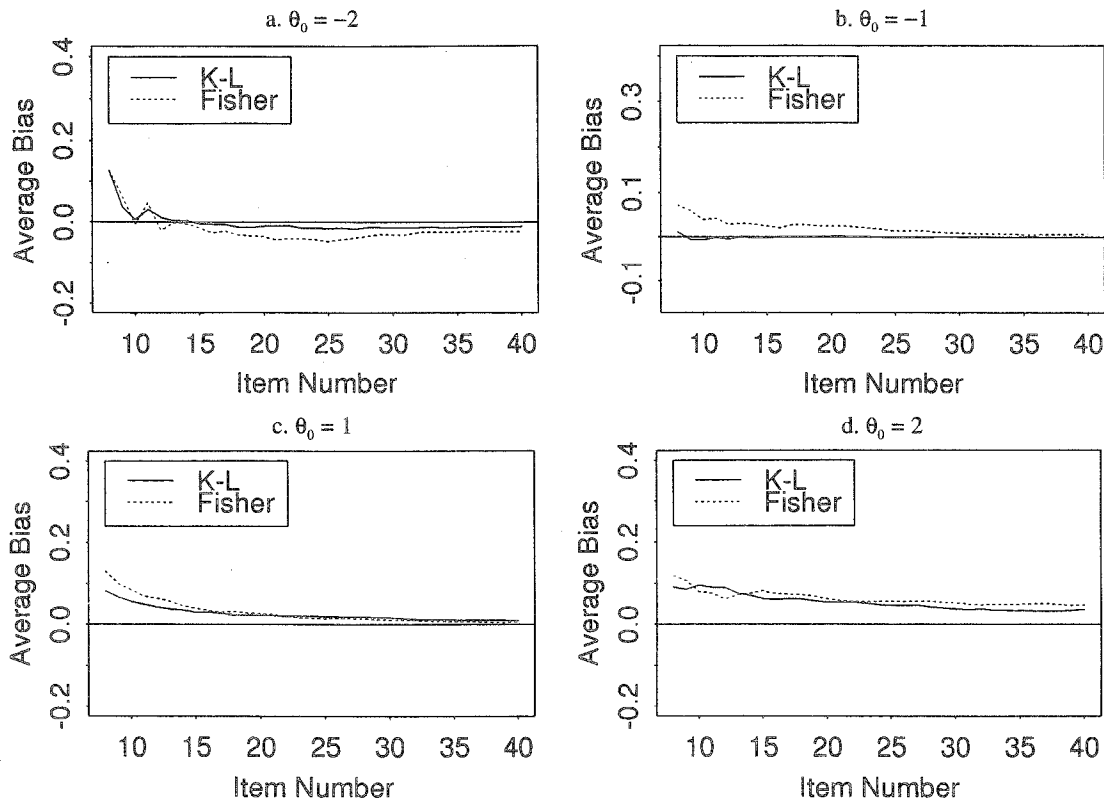 a. θ₀ = −2
0.4
0.2
0.0
-0.2
Average Bias
K-L
Fisher
10 15 20 25 30 35 40
Item Number
b. θ₀ = −1
0.3
0.1
-0.1
Average Bias
K-L
Fisher
10 15 20 25 30 35 40
Item Number
c. θ₀ = 1
0.4
0.2
0.0
-0.2
Average Bias
K-L
Fisher
10 15 20 25 30 35 40
Item Number
d. θ₀ = 2
0.4
0.2
0.0
-0.2
Average Bias
K-L
Fisher
10 15 20 25 30 35 40
Item Number